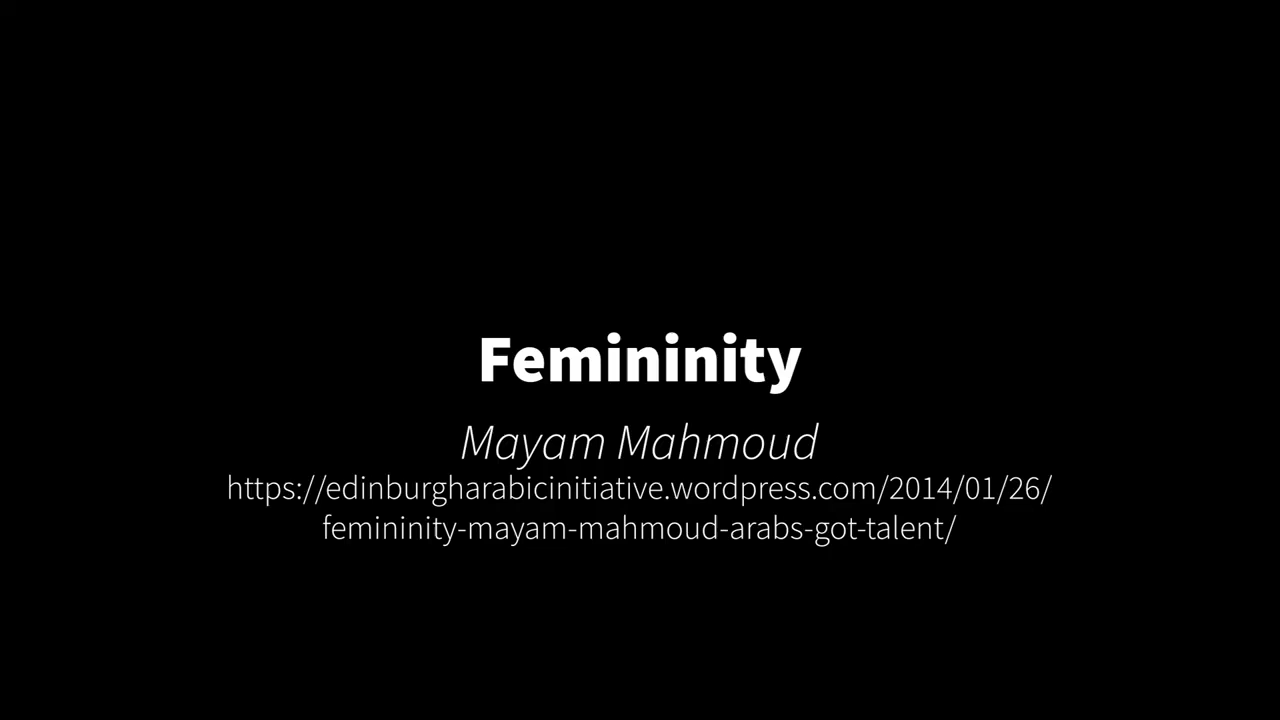 Femininity
Mayam Mahmoud
https://edinburgharabicinitiative.wordpress.com/2014/01/26/
femininity-mayam-mahmoud-arabs-got-talent/